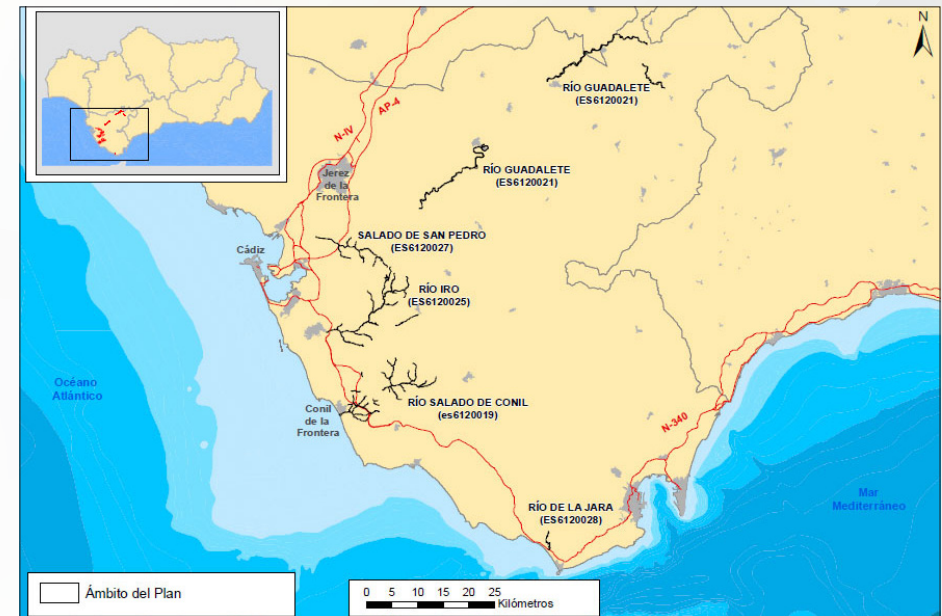 N
RÍO GUADALETE
(ES6120021)
N-IV
AP-4
Jerez
de la
Frontera
RÍO GUADALETE
(ES6120021)
SALADO DE SAN PEDRO
(ES6120027)
Cádiz
RÍO IRO
(ES6120025)
Océano
Atlántico
RÍO SALADO DE CONIL
(es6120019)
Conil
de la
Frontera
N-340
Mar
Mediterráneo
RÍO DE LA JARA
(ES6120028)
Ámbito del Plan
0 5 10 15 20 25
Kilómetros